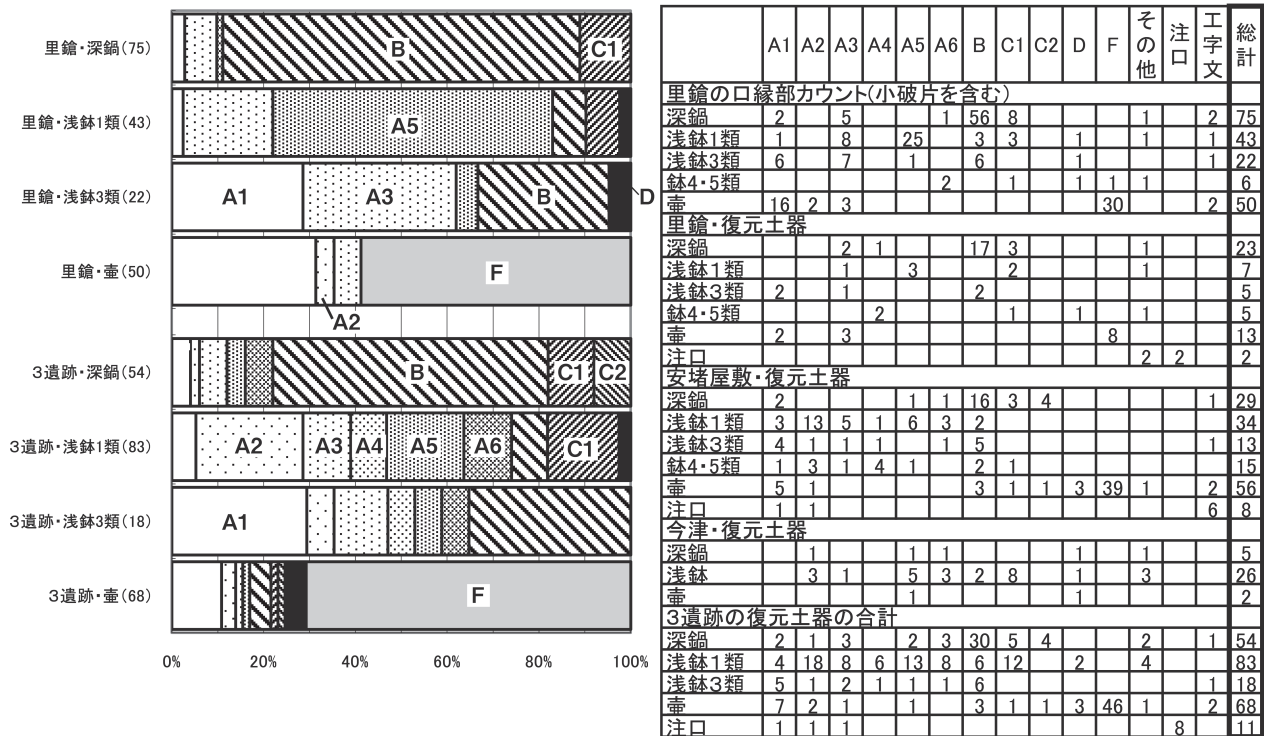 里鎗・深鍋(75)
B
C1
里鎗・浅鉢1類(43)
A5
里鎗・浅鉢3類(22)
A1
A3
B
D
里鎗・壷(50)
F
A2
3遺跡・深鍋(54)
B
C1
C2
3遺跡・浅鉢1類(83)
A2
A3
A4
A5
A6
C1
3遺跡・浅鉢3類(18)
A1
3遺跡・壷(68)
F
0% 20% 40% 60% 80% 100%
A1 A2 A3 A4 A5 A6 B C1 C2 D F その他 注口 工字文 総計
里鎗の口縁部カウント(小破片を含む)
深鍋 2 5 1 56 8 1 2 75
浅鉢1類 1 8 25 3 3 1 1 1 43
浅鉢3類 6 7 1 6 1 1 22
鉢4・5類 2 1 1 1 1 6
壷 16 2 3 30 2 50
里鎗・復元土器
深鍋 2 1 17 3 1 23
浅鉢1類 1 3 2 1 7
浅鉢3類 2 1 2 5
鉢4・5類 2 1 1 1 5
壷 2 3 8 13
注口 2 2 2
安堵屋敷・復元土器
深鍋 2 1 1 16 3 4 1 29
浅鉢1類 3 13 5 1 6 3 2 34
浅鉢3類 4 1 1 1 1 5 1 13
鉢4・5類 1 3 1 4 1 2 1 15
壷 5 1 3 1 1 3 39 1 2 56
注口 1 1 6 8
今津・復元土器
深鍋 1 1 1 1 1 5
浅鉢 3 1 5 3 2 8 1 3 26
壷 1 1 2
3遺跡の復元土器の合計
深鍋 2 1 3 2 3 30 5 4 2 1 54
浅鉢1類 4 18 8 6 13 8 6 12 2 4 83
浅鉢3類 5 1 2 1 1 1 6 1 18
壷 7 2 1 1 3 1 1 3 46 1 2 68
注口 1 1 1 8 11